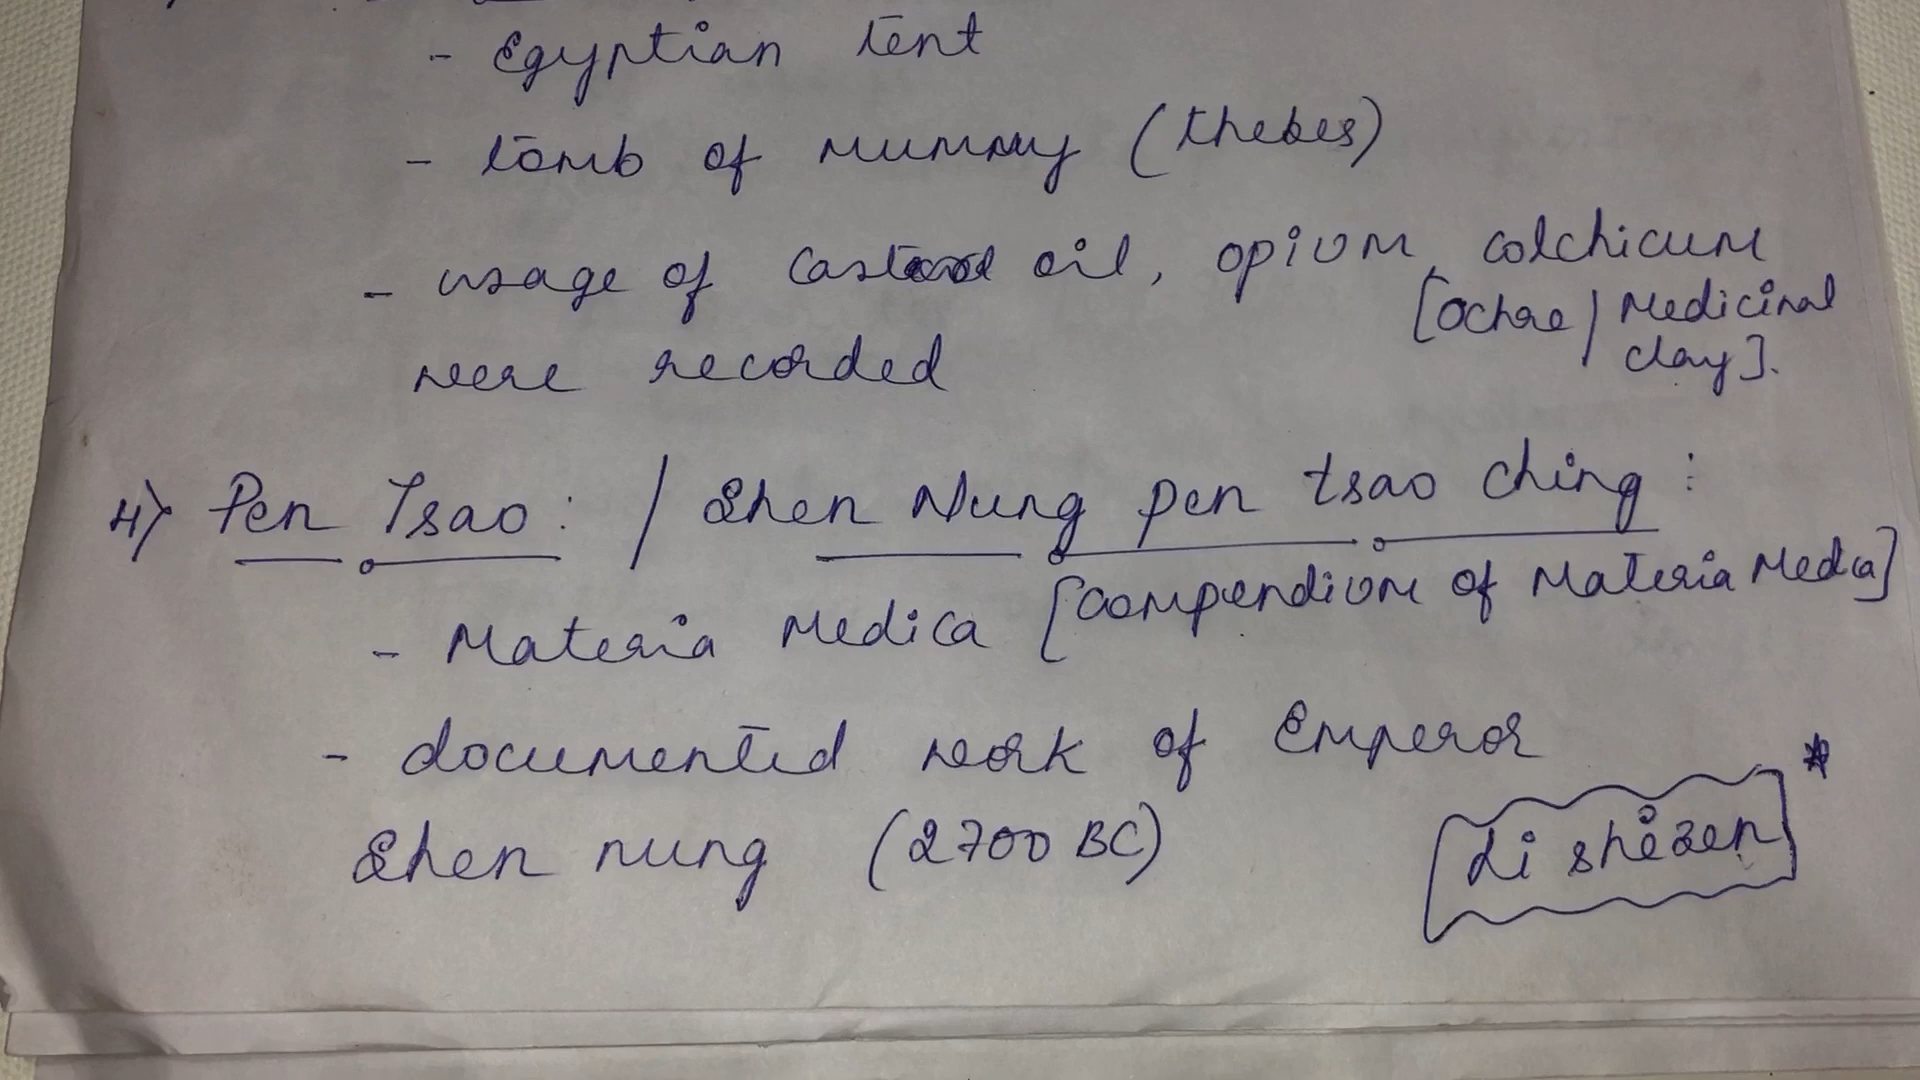 - Egyptian tent
- tomb of mummy (thebes)
- usage of castor oil, opium, colchicum
[Ochre / Medicinal clay].
were recorded
4) Pen Tsao: / Shen Nung pen tsao ching:
- Materia Medica [Compendium of Materia Medica]
- documented work of Emperor
Shen nung (2700 BC)
Li shizen *